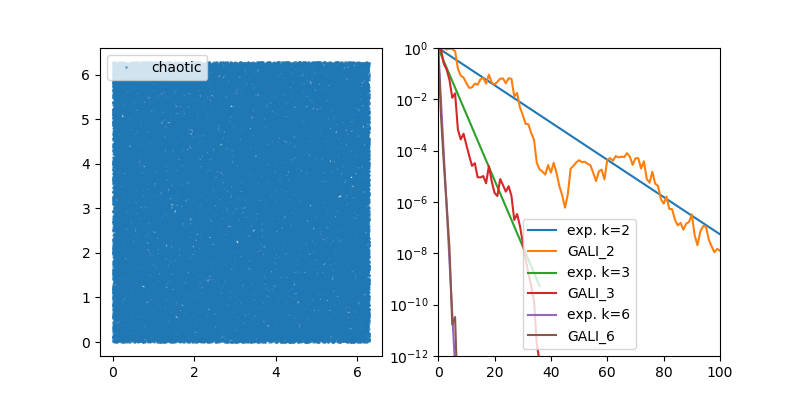 chaotic
6
5
4
3
2
1
0
0 2 4 6
10^0
10^-2
10^-4
10^-6
10^-8
10^-10
10^-12
exp. k=2
GALI_2
exp. k=3
GALI_3
exp. k=6
GALI_6
0 20 40 60 80 100